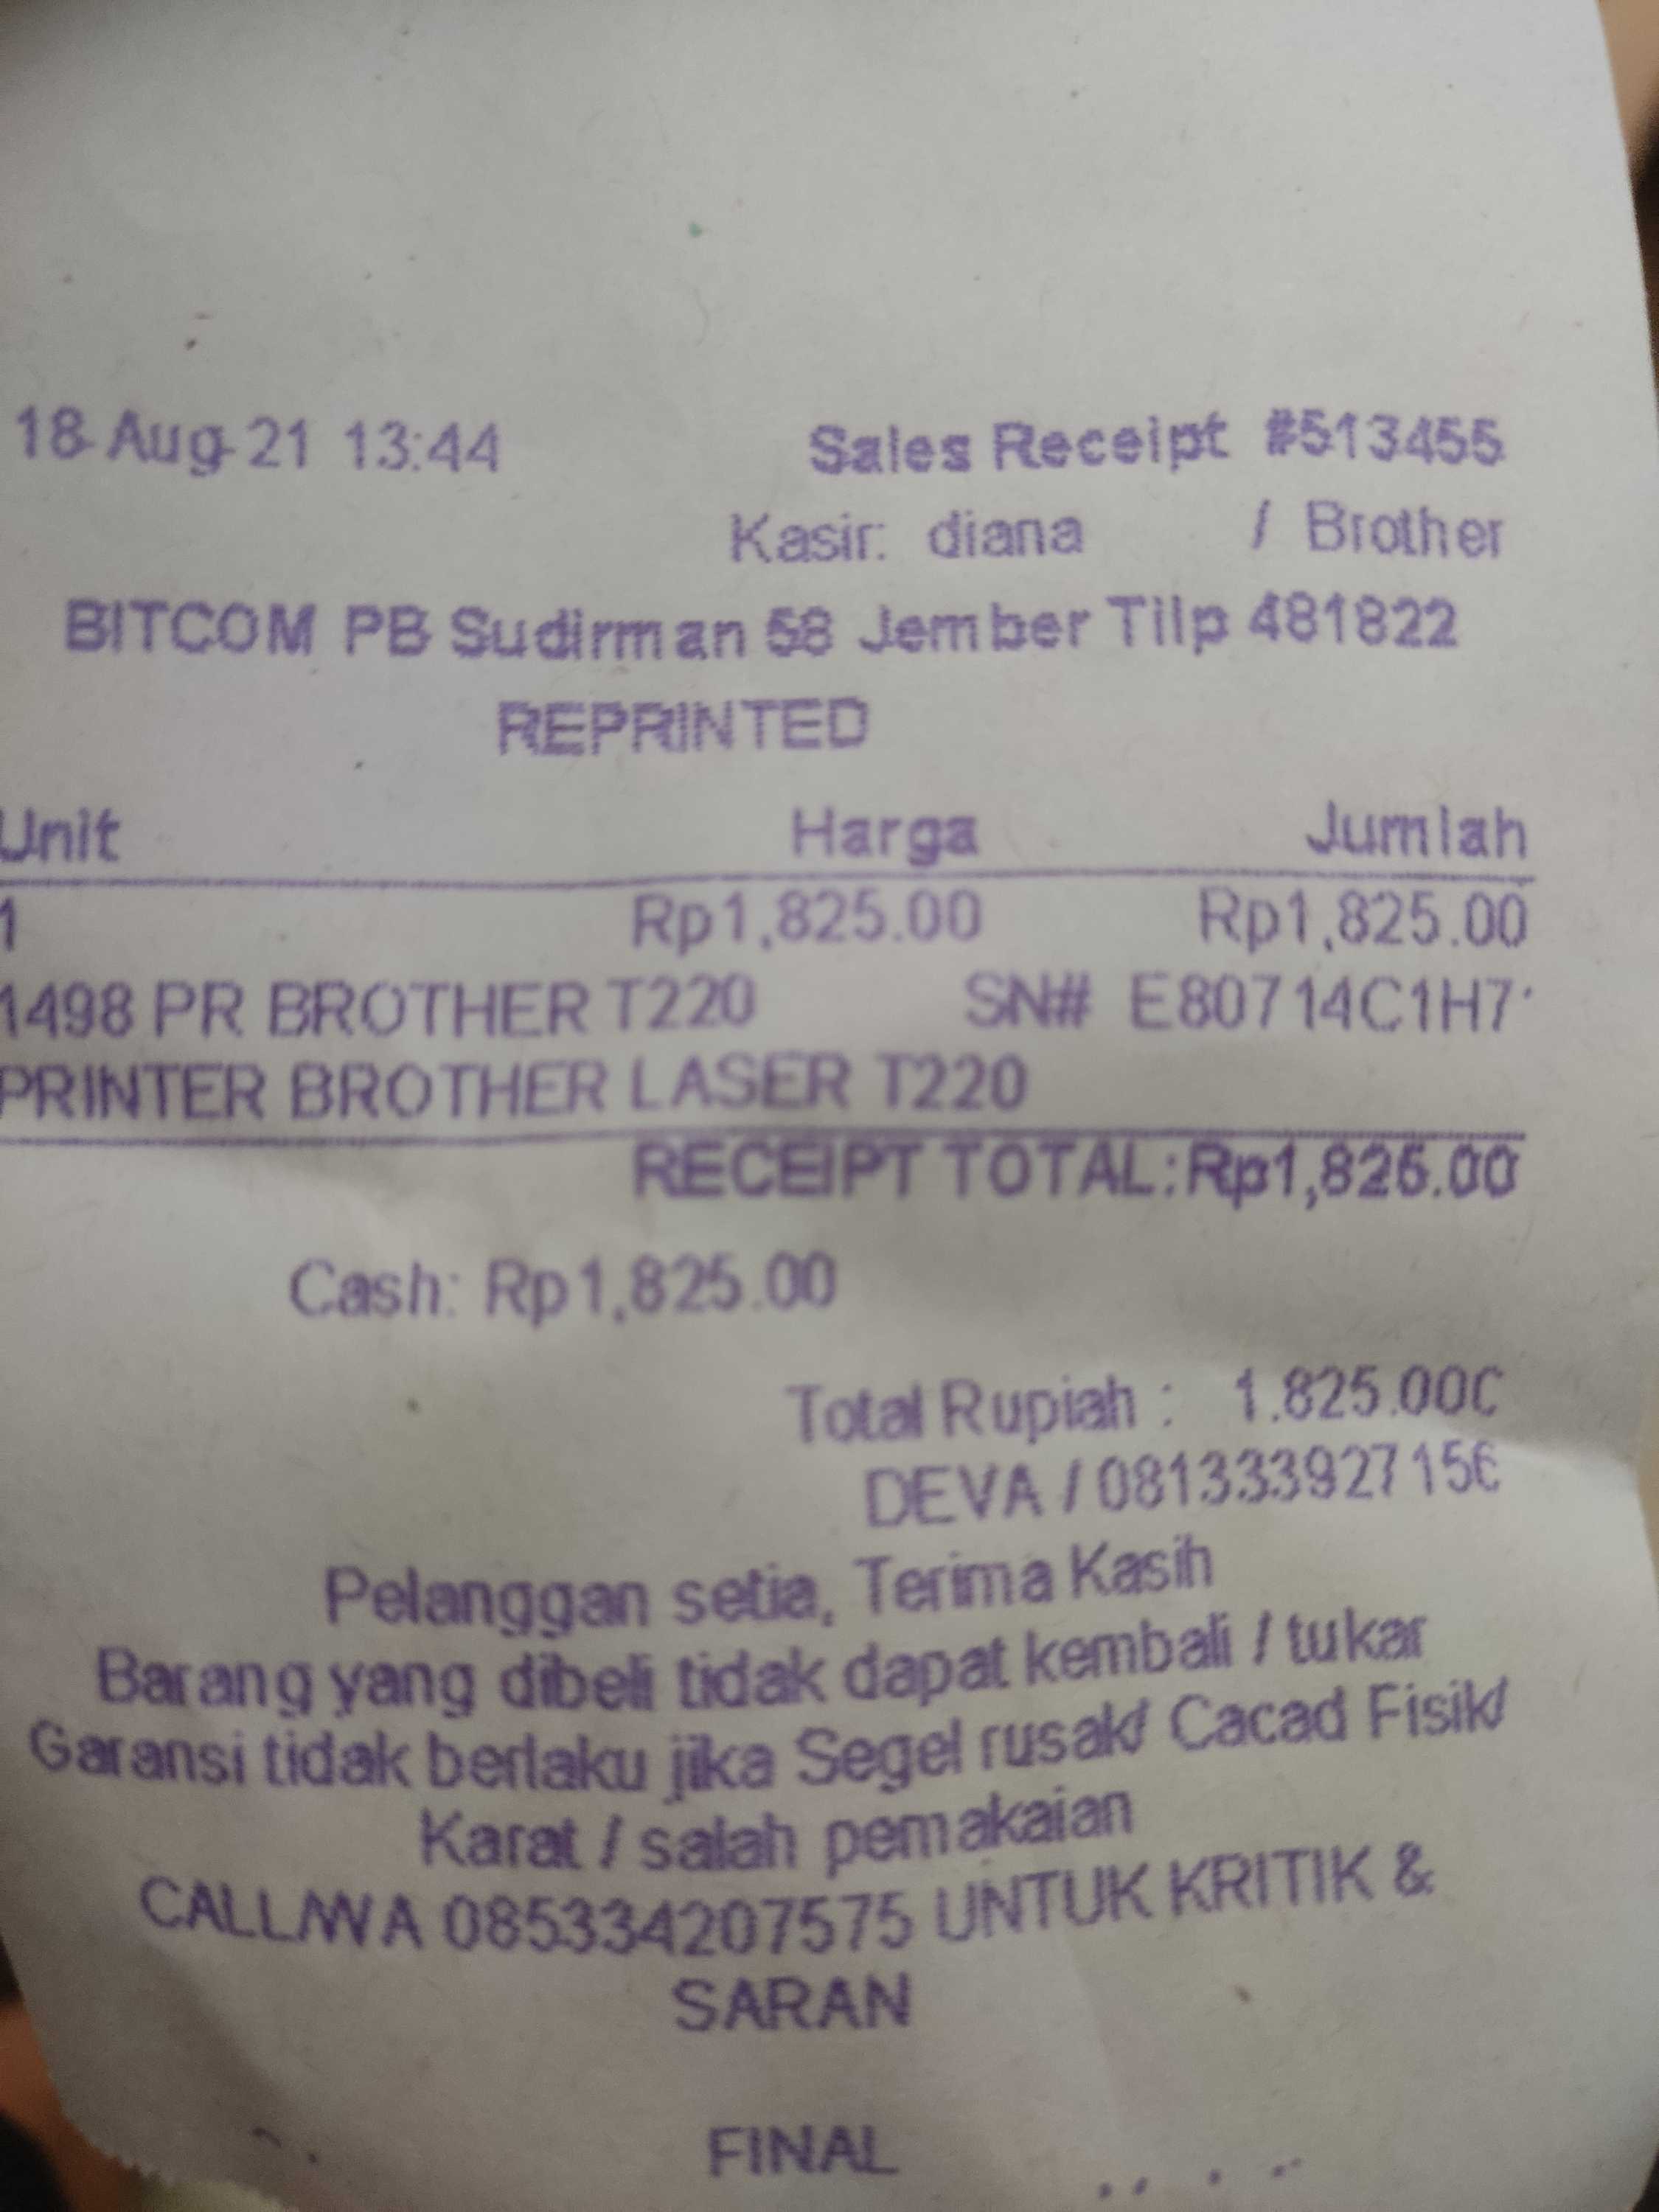 18-Aug-21 13:44 Sales Receipt #513455
Kasir: diana / Brother
BITCOM PB Sudirman 58 Jember Tilp 481822
REPRINTED
Unit Harga Jumlah
1 Rp1,825.00 Rp1,825.00
1498 PR BROTHER T220 SN# E80714C1H7
PRINTER BROTHER LASER T220
RECEIPT TOTAL: Rp1,825.00
Cash: Rp1,825.00
Total Rupiah : 1.825.000
DEVA / 081333927156
Pelanggan setia, Terima Kasih
Barang yang dibeli tidak dapat kembali / tukar
Garansi tidak berlaku jika Segel rusak/ Cacad Fisik/
Karat / salah pemakaian
CALL/WA 085334207575 UNTUK KRITIK &
SARAN
FINAL